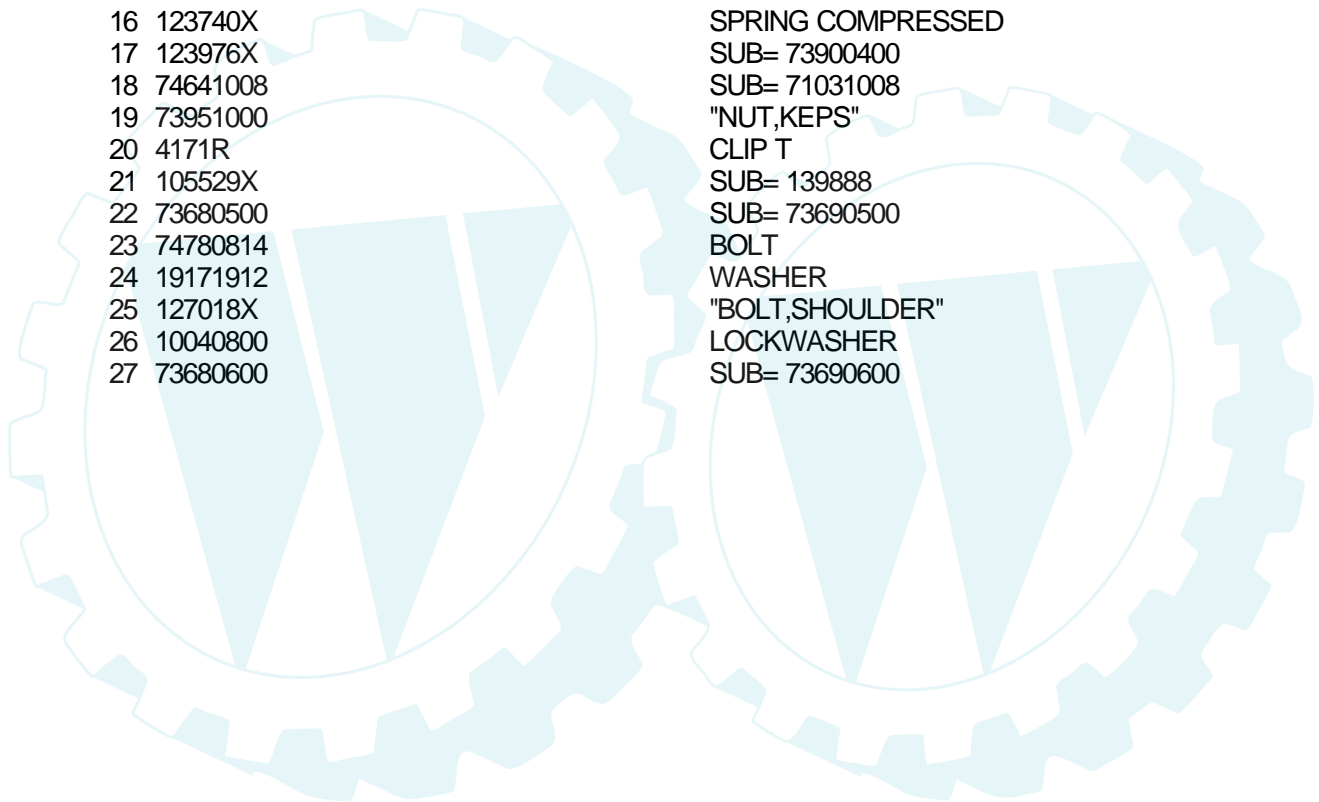 16 123740X SPRING COMPRESSED
17 123976X SUB= 73900400
18 74641008 SUB= 71031008
19 73951000 "NUT,KEPS"
20 4171R CLIP T
21 105529X SUB= 139888
22 73680500 SUB= 73690500
23 74780814 BOLT
24 19171912 WASHER
25 127018X "BOLT,SHOULDER"
26 10040800 LOCKWASHER
27 73680600 SUB= 73690600